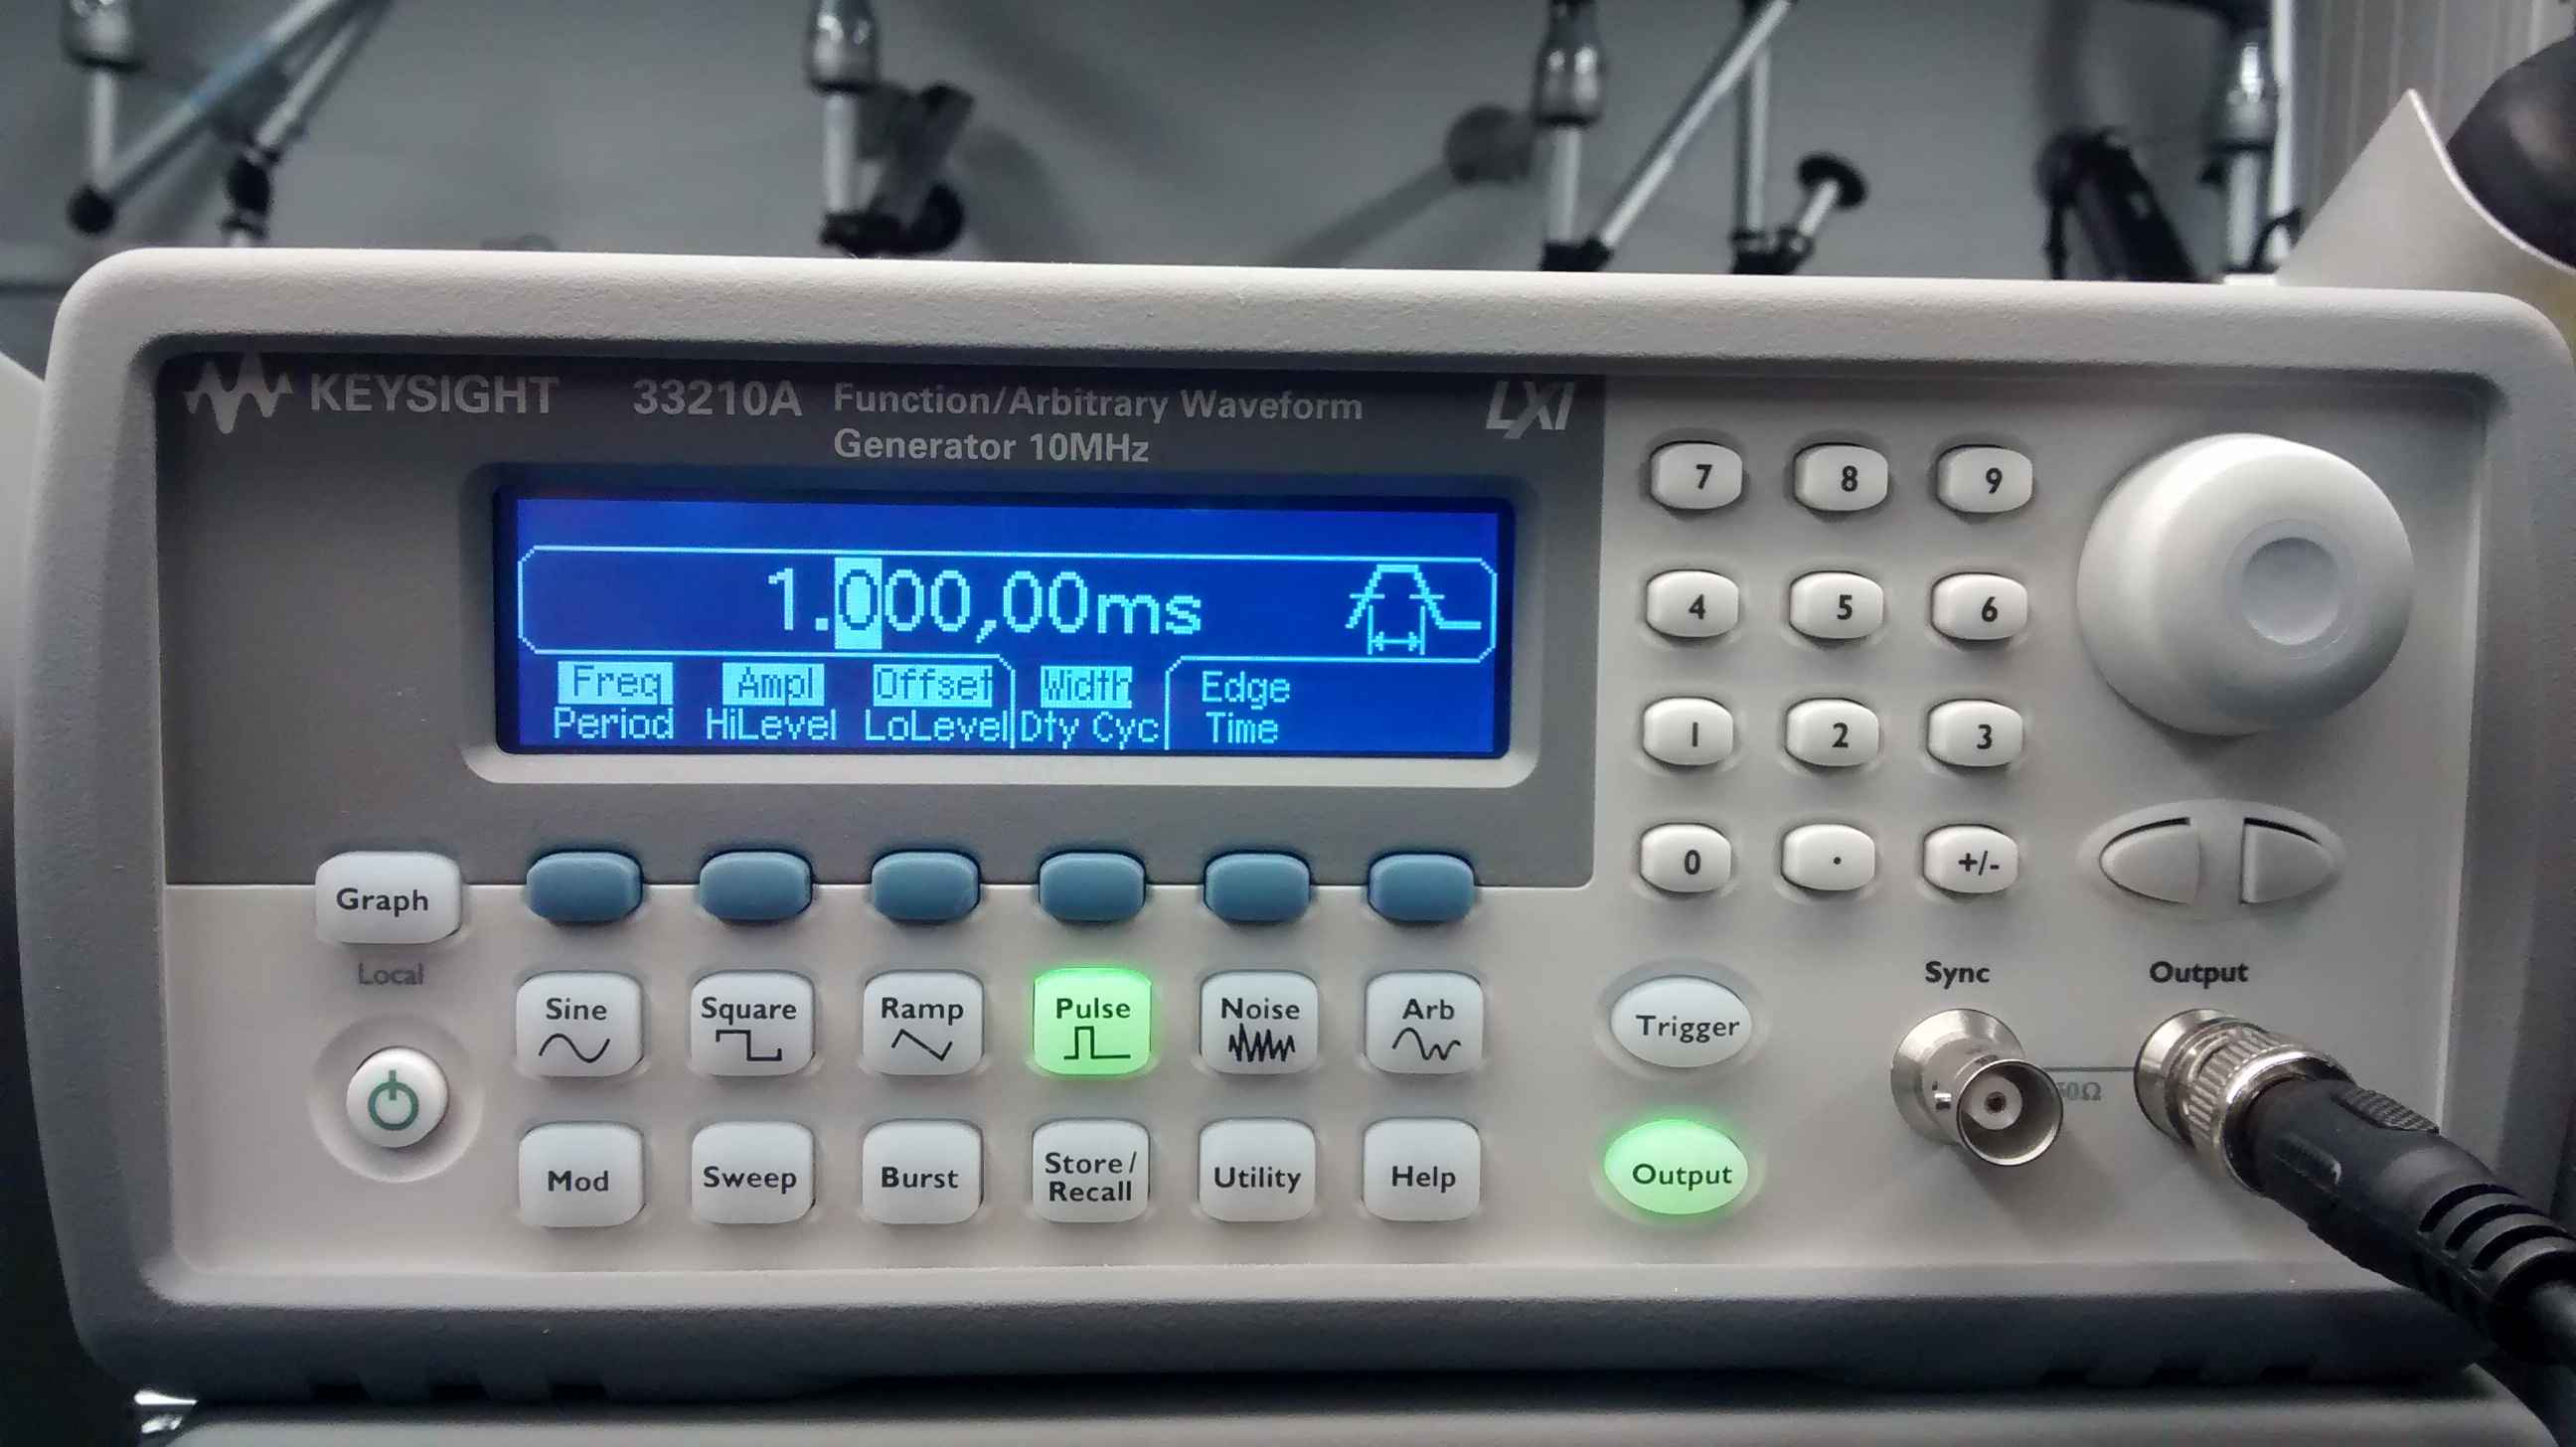 KEYSIGHT 33210A Function/Arbitrary Waveform
Generator 10MHz
LXI
1.000,00ms
Freq Ampl Offset Width Edge
Period HiLevel LoLevel Dty Cyc Time
7 8 9
4 5 6
1 2 3
0 . +/-
Graph
Local
Sine Square Ramp Pulse Noise Arb
Mod Sweep Burst Store/
Recall Utility Help
Trigger
Output
Sync Output
50Ω